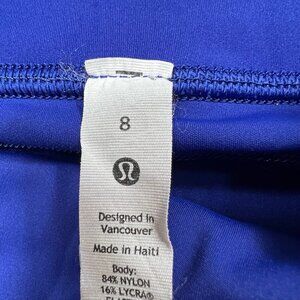 8
Designed in
Vancouver
Made in Haiti
Body:
84% NYLON
16% LYCRA®